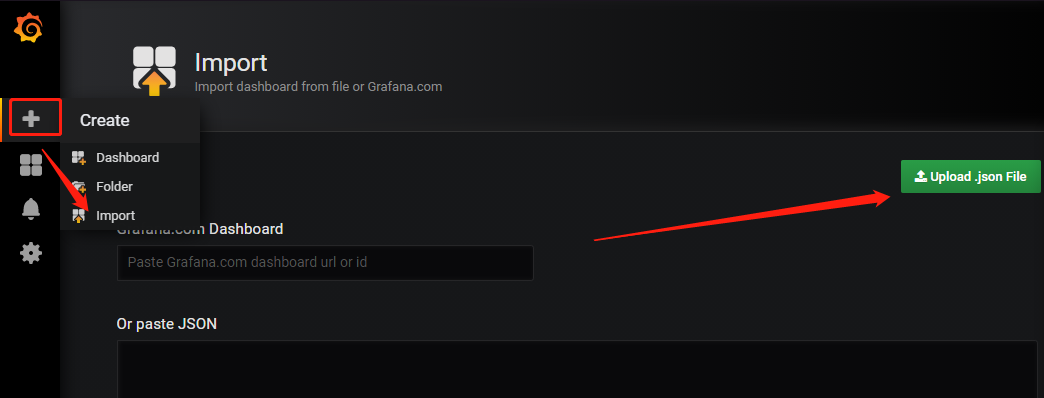 Import
Import dashboard from file or Grafana.com
Create
Dashboard
Folder
Import
Upload .json File
Grafana.com Dashboard
Paste Grafana.com dashboard url or id
Or paste JSON